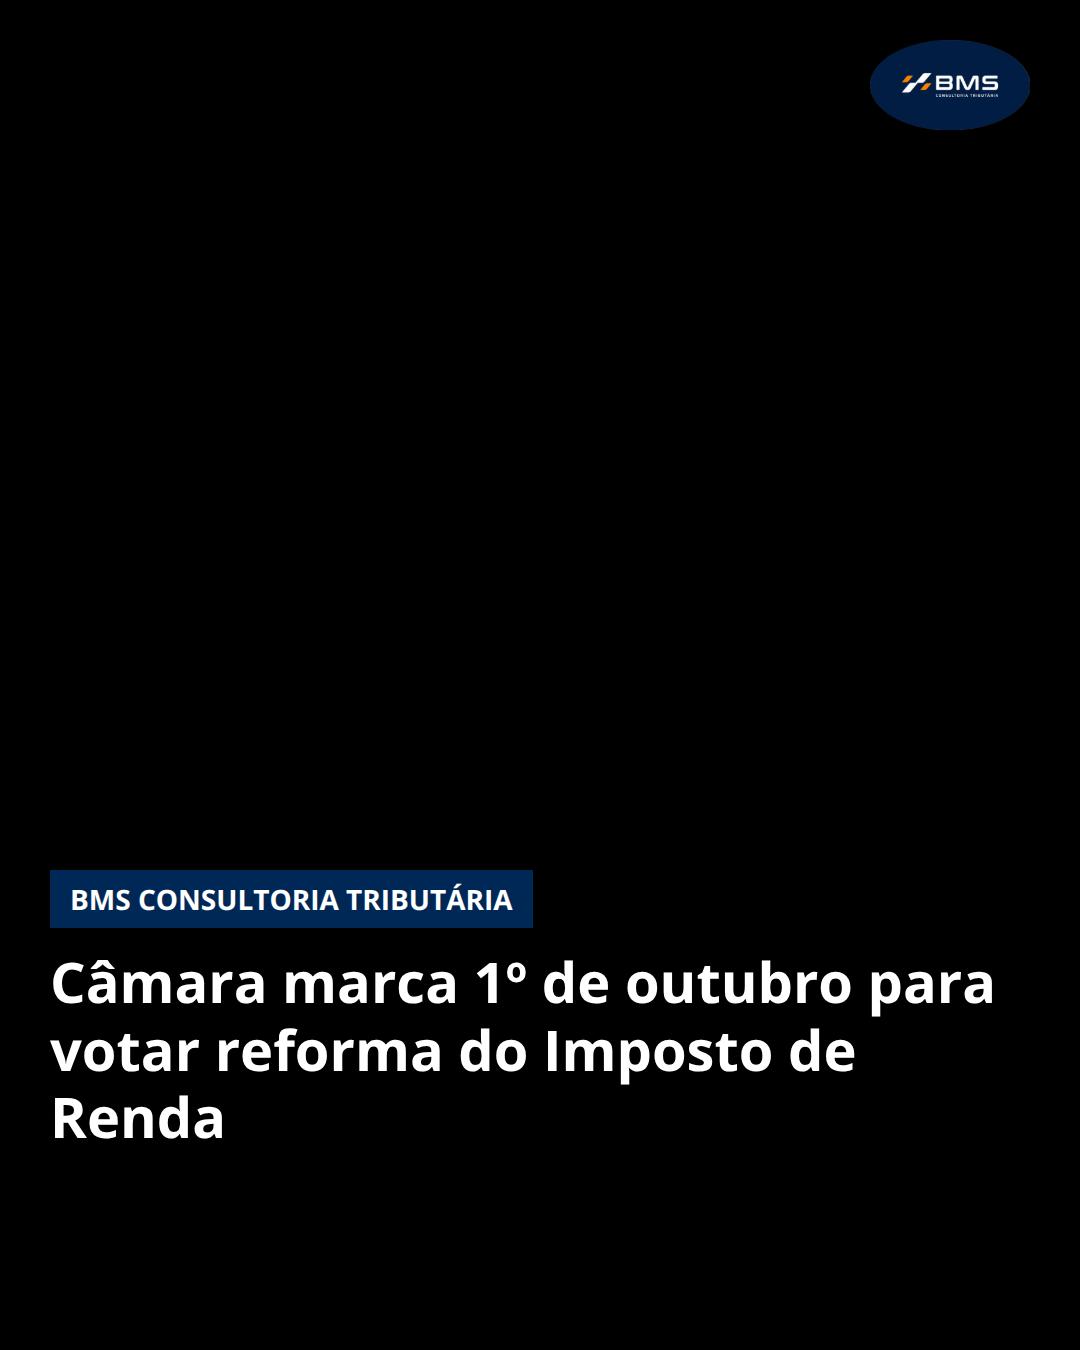 BMS
CONSULTORIA TRIBUTÁRIA
BMS CONSULTORIA TRIBUTÁRIA
Câmara marca 1º de outubro para
votar reforma do Imposto de
Renda